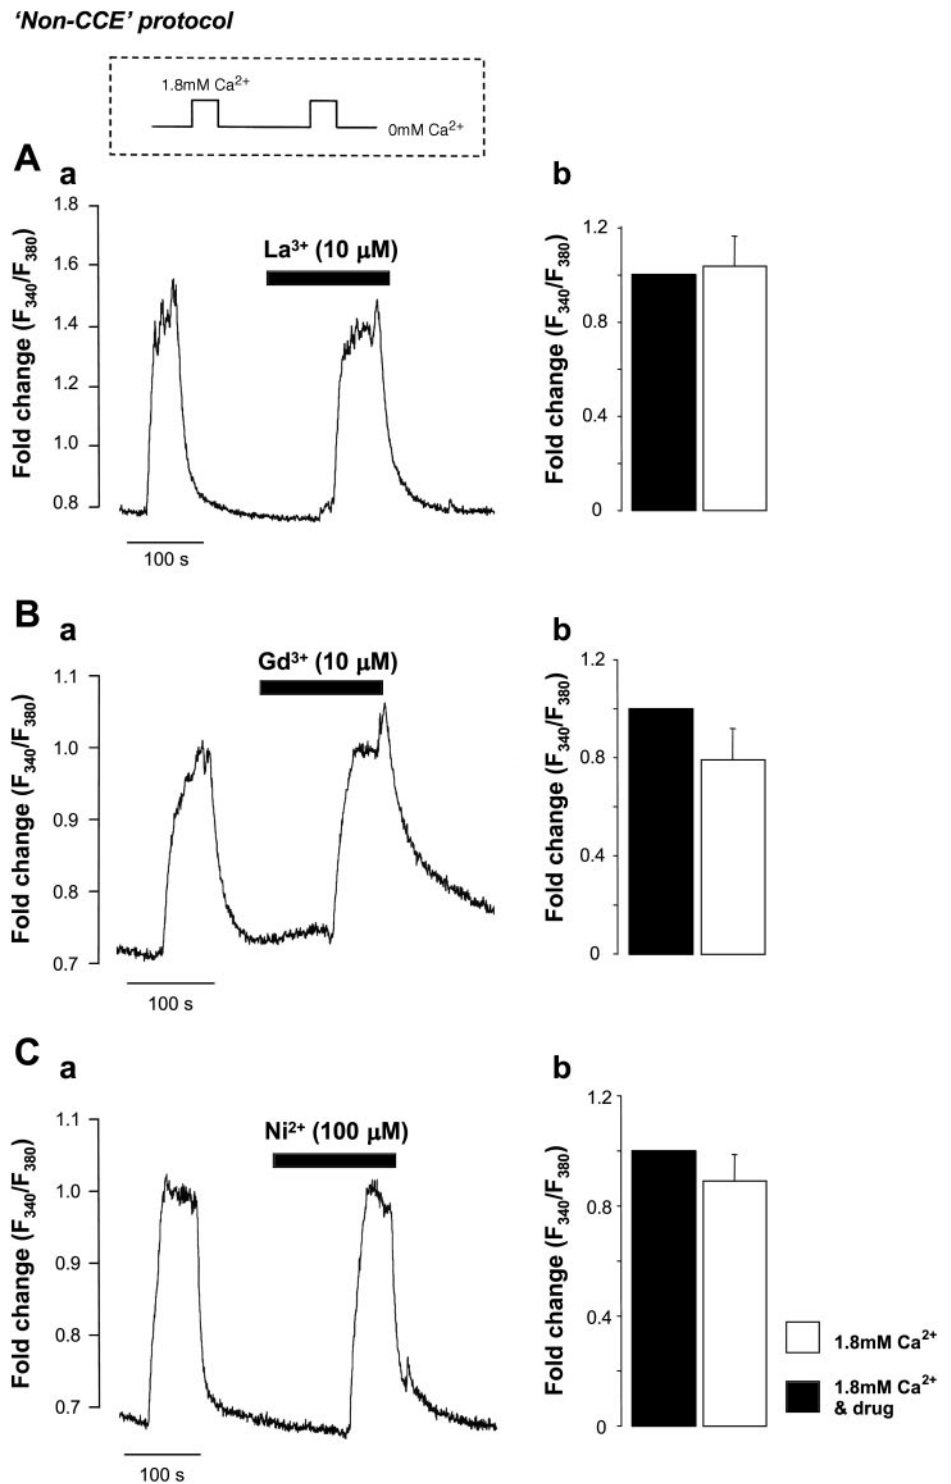 'Non-CCE' protocol
1.8mM Ca²⁺
0mM Ca²⁺
A
a
b
1.8
1.6
1.4
1.2
1.0
0.8
Fold change (F₃₄₀/F₃₈₀)
La³⁺ (10 µM)
100 s
1.2
0.8
0.4
0
Fold change (F₃₄₀/F₃₈₀)
B
a
b
1.1
1.0
0.9
0.8
0.7
Fold change (F₃₄₀/F₃₈₀)
Gd³⁺ (10 µM)
100 s
1.2
0.8
0.4
0
Fold change (F₃₄₀/F₃₈₀)
C
a
b
1.1
1.0
0.9
0.8
0.7
Fold change (F₃₄₀/F₃₈₀)
Ni²⁺ (100 µM)
100 s
1.2
0.8
0.4
0
Fold change (F₃₄₀/F₃₈₀)
1.8mM Ca²⁺
1.8mM Ca²⁺
& drug